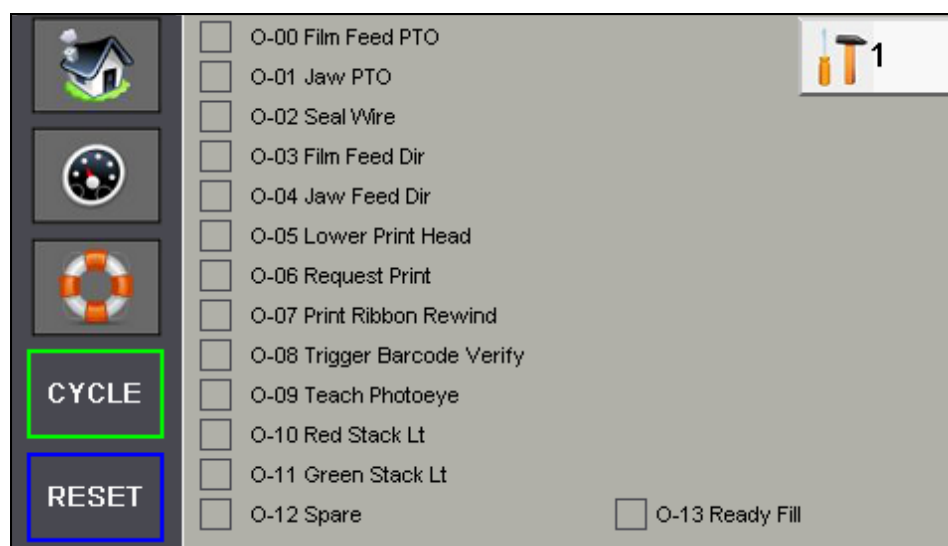 O-00 Film Feed PTO
1
O-01 Jaw PTO
O-02 Seal Wire
O-03 Film Feed Dir
O-04 Jaw Feed Dir
O-05 Lower Print Head
O-06 Request Print
O-07 Print Ribbon Rewind
O-08 Trigger Barcode Verify
CYCLE
O-09 Teach Photoeye
O-10 Red Stack Lt
O-11 Green Stack Lt
RESET
O-12 Spare
O-13 Ready Fill